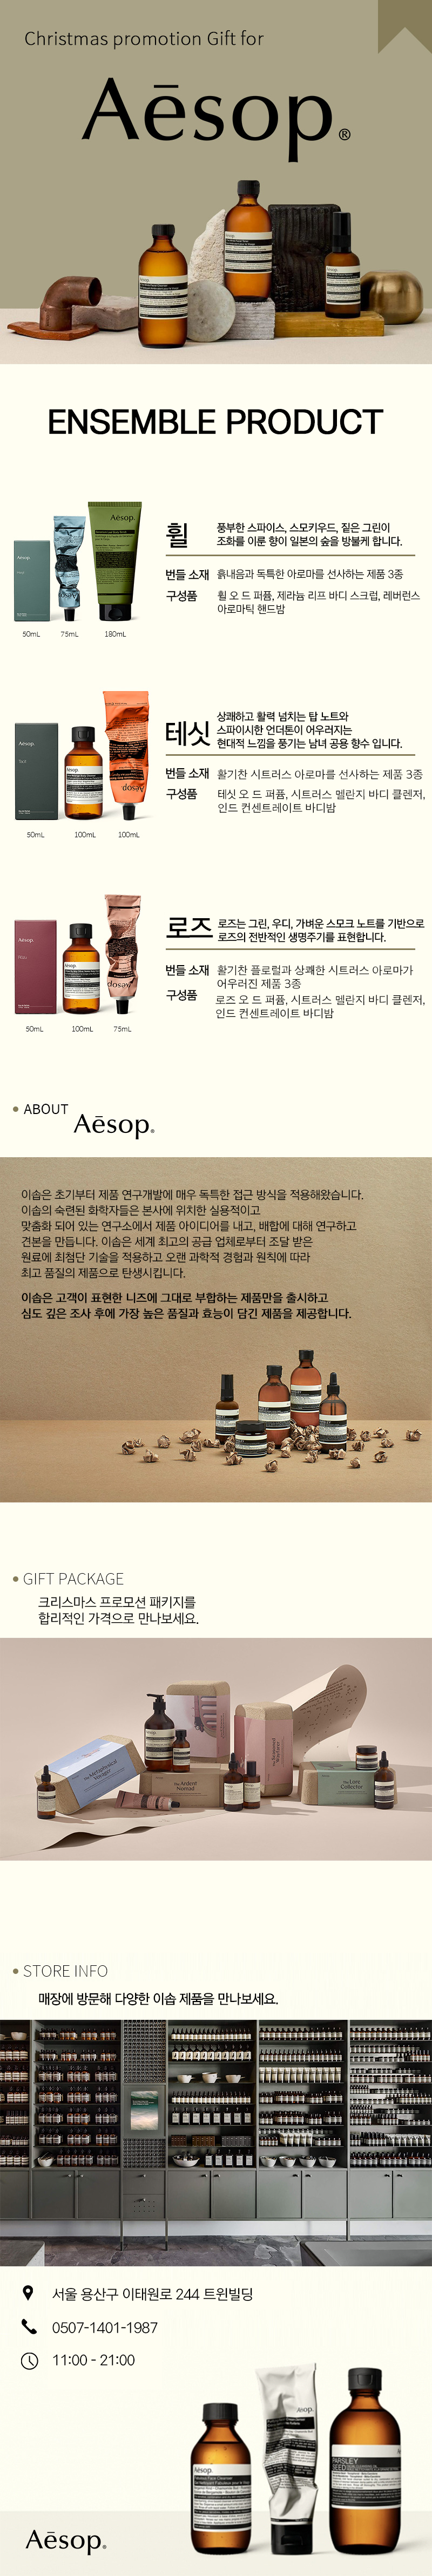 Christmas promotion Gift for
Aēsop®
ENSEMBLE PRODUCT
Aēsop.
50mL
75mL
180mL
휠
풍부한 스파이스, 스모키우드, 짙은 그린이
조화를 이룬 향이 일본의 숲을 방불케 합니다.
번들 소재 흙내음과 독특한 아로마를 선사하는 제품 3종
구성품 휠 오 드 퍼퓸, 제라늄 리프 바디 스크럽, 레버런스
아로마틱 핸드밤
Aēsop.
50mL
100mL
100mL
테싯
상쾌하고 활력 넘치는 탑 노트와
스파이시한 언더톤이 어우러지는
현대적 느낌을 풍기는 남녀 공용 향수 입니다.
번들 소재 활기찬 시트러스 아로마를 선사하는 제품 3종
구성품 테싯 오 드 퍼퓸, 시트러스 멜란지 바디 클렌저,
인드 컨센트레이트 바디밤
Aēsop.
50mL
100mL
75mL
로즈
로즈는 그린, 우디, 가벼운 스모크 노트를 기반으로
로즈의 전반적인 생명주기를 표현합니다.
번들 소재 활기찬 플로럴과 상쾌한 시트러스 아로마가
어우러진 제품 3종
구성품 로즈 오 드 퍼퓸, 시트러스 멜린지 바디 클렌저,
인드 컨센트레이트 바디밤
ABOUT
Aēsop®
이솝은 초기부터 제품 연구개발에 매우 독특한 접근 방식을 적용해왔습니다.
이솝의 숙련된 화학자들은 본사에 위치한 실용적이고
맞춤화 되어 있는 연구소에서 제품 아이디어를 내고, 배합에 대해 연구하고
견본을 만듭니다. 이솝은 세계 최고의 공급 업체로부터 조달 받은
원료에 최첨단 기술을 적용하고 오랜 과학적 경험과 원칙에 따라
최고 품질의 제품으로 탄생시킵니다.
이솝은 고객이 표현한 니즈에 그대로 부합하는 제품만을 출시하고
심도 깊은 조사 후에 가장 높은 품질과 효능이 담긴 제품을 제공합니다.
GIFT PACKAGE
크리스마스 프로모션 패키지를
합리적인 가격으로 만나보세요.
The Ardent
Nomad
STORE INFO
매장에 방문해 다양한 이솝 제품을 만나보세요.
서울 용산구 이태원로 244 트윈빌딩
0507-1401-1987
11:00 - 21:00
Aēsop.
Aēsop.
PARSLEY
SEED
Aēsop®